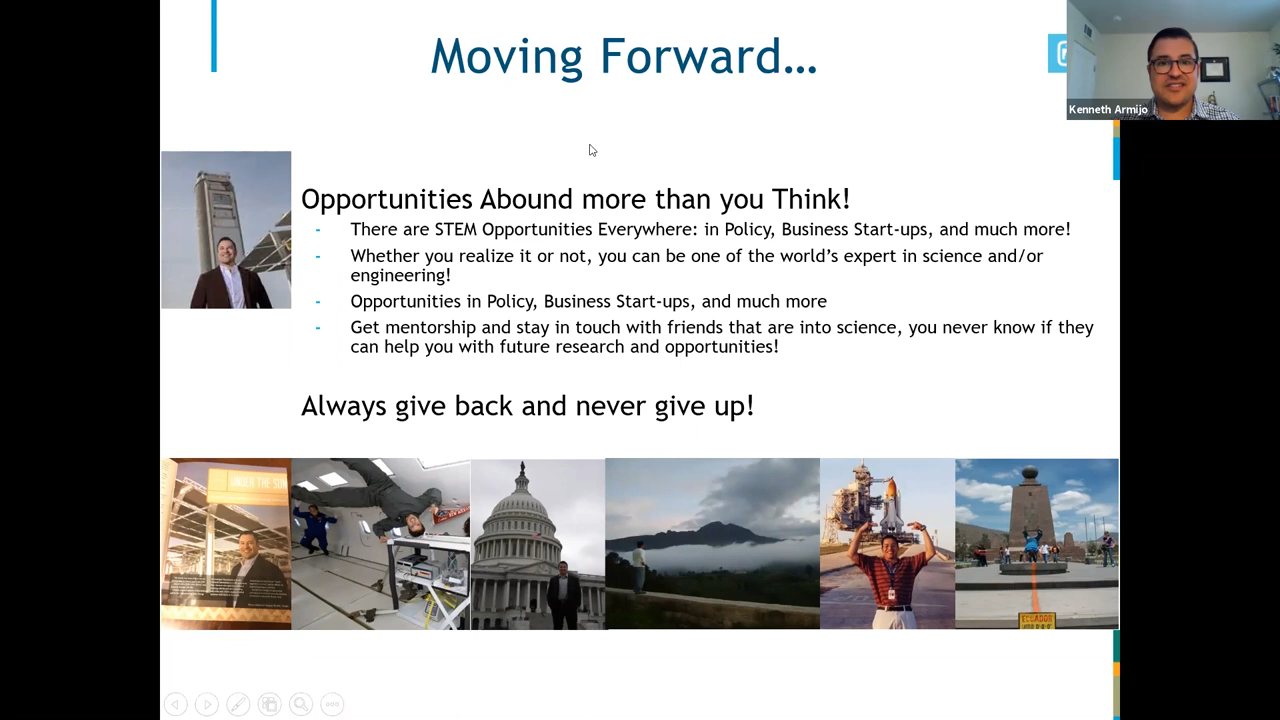 Moving Forward...
Kenneth Armijo
Opportunities Abound more than you Think!
- There are STEM Opportunities Everywhere: in Policy, Business Start-ups, and much more!
- Whether you realize it or not, you can be one of the world's expert in science and/or
engineering!
- Opportunities in Policy, Business Start-ups, and much more
- Get mentorship and stay in touch with friends that are into science, you never know if they
can help you with future research and opportunities!
Always give back and never give up!
UNDER THE SUN
ECUADOR